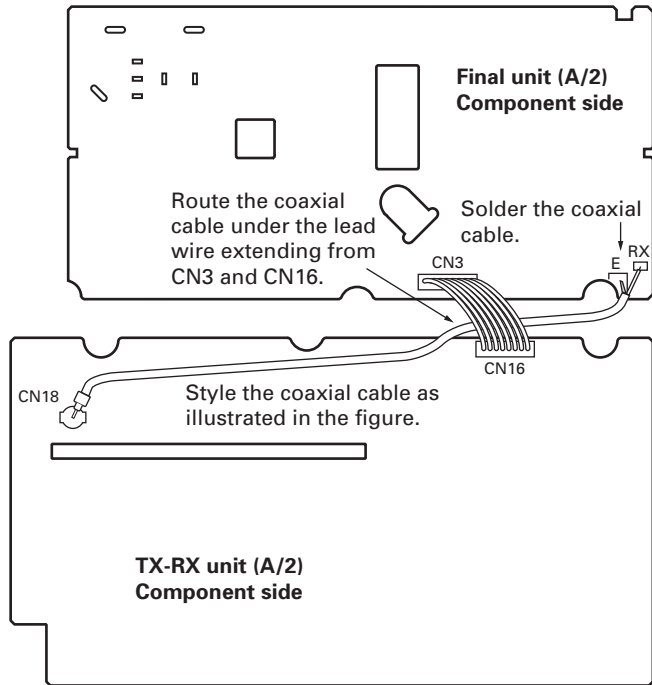 Final unit (A/2)
Component side
Route the coaxial
cable under the lead
wire extending from
CN3 and CN16.
Solder the coaxial
cable.
E
RX
CN3
CN16
CN18
Style the coaxial cable as
illustrated in the figure.
TX-RX unit (A/2)
Component side